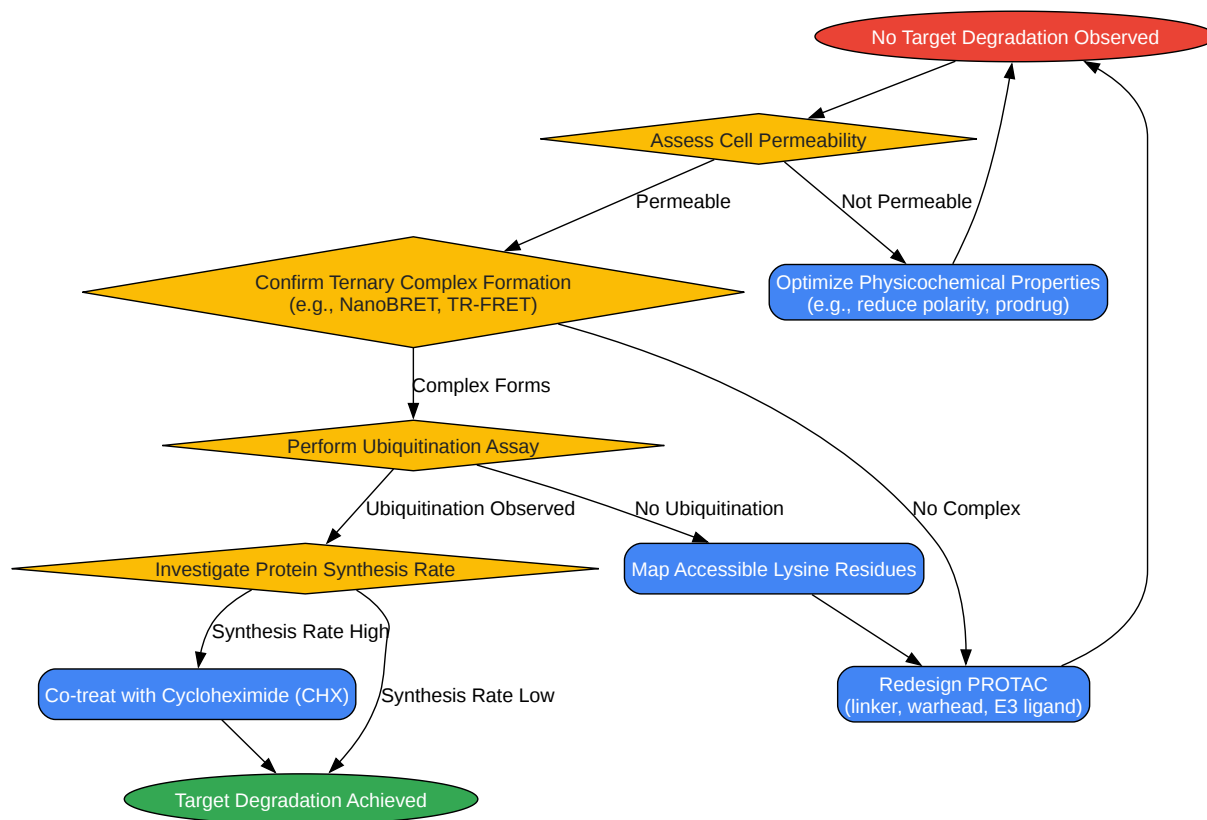 No Target Degradation Observed
Assess Cell Permeability
Permeable
Not Permeable
Confirm Ternary Complex Formation
(e.g., NanoBRET, TR-FRET)
Optimize Physicochemical Properties
(e.g., reduce polarity, prodrug)
Complex Forms
Perform Ubiquitination Assay
Ubiquitination Observed
No Ubiquitination
No Complex
Investigate Protein Synthesis Rate
Map Accessible Lysine Residues
Synthesis Rate High
Co-treat with Cycloheximide (CHX)
Synthesis Rate Low
Redesign PROTAC
(linker, warhead, E3 ligand)
Target Degradation Achieved